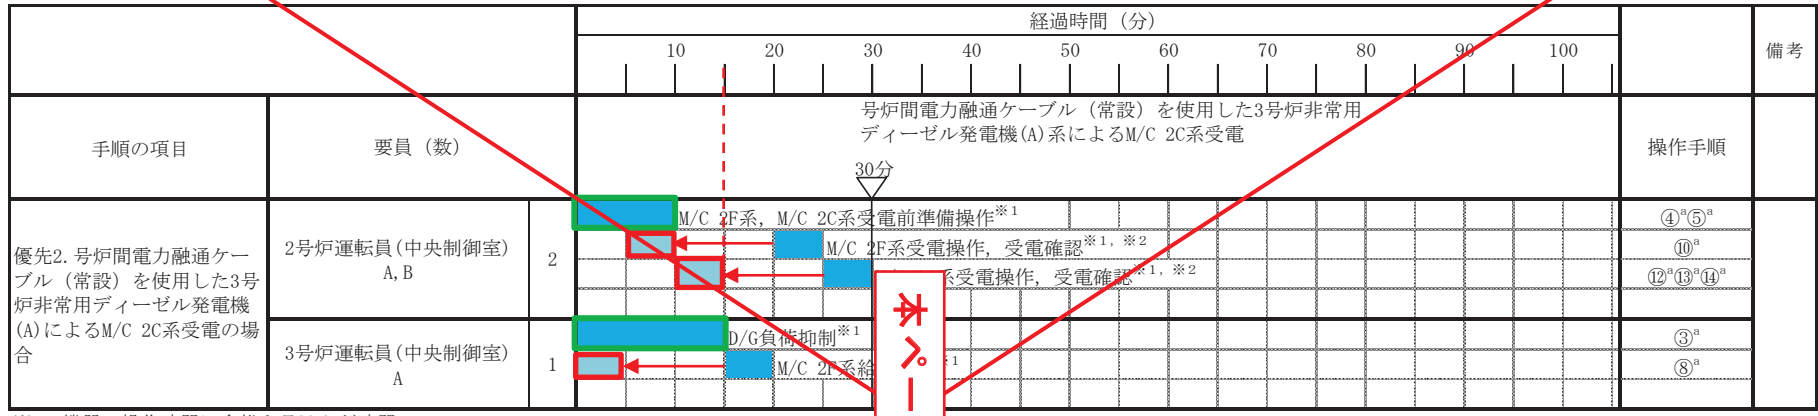 経過時間（分）
10 20 30 40 50 60 70 80 90 100
備考
手順の項目
要員（数）
号炉間電力融通ケーブル（常設）を使用した3号炉非常用
ディーゼル発電機(A)系によるM/C 2C系受電
操作手順
30分
優先2. 号炉間電力融通ケー
ブル（常設）を使用した3号
炉非常用ディーゼル発電機
(A)によるM/C 2C系受電の場
合
2号炉運転員(中央制御室)
A,B
2
M/C 2F系，M/C 2C系受電前準備操作※1
④a⑤a
M/C 2F系受電操作，受電確認※1，※2
⑩a
系受電操作，受電確認※1，※2
⑫a⑬a⑭a
3号炉運転員(中央制御室)
A
1
D/G負荷抑制※1
③a
M/C 2F系給
※1
⑧a
本ペー